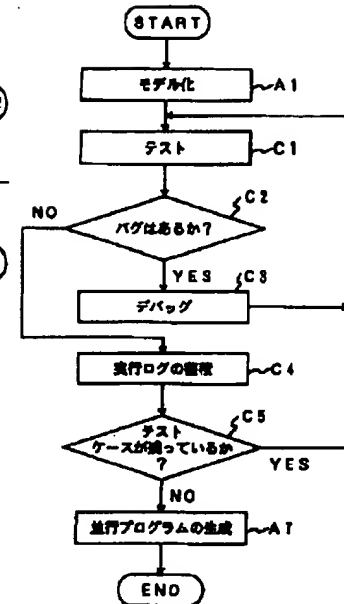 START
モデル化
A1
テスト
C1
C2
バグはあるか?
NO
YES
C3
デバッグ
実行ログの蓄積
C4
C5
テスト
ケースが残っているか
?
YES
NO
並行プログラムの生成
A7
END